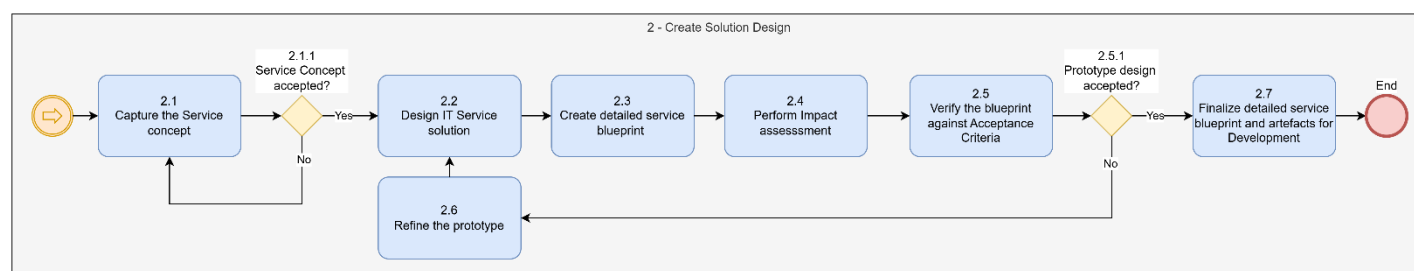 2 - Create Solution Design
2.1
Capture the Service
concept
2.1.1
Service Concept
accepted?
Yes
No
2.2
Design IT Service
solution
2.3
Create detailed service
blueprint
2.4
Perform Impact
assesssment
2.5
Verify the blueprint
against Acceptance
Criteria
2.5.1
Prototype design
accepted?
Yes
No
2.6
Refine the prototype
2.7
Finalize detailed service
blueprint and artefacts for
Development
End